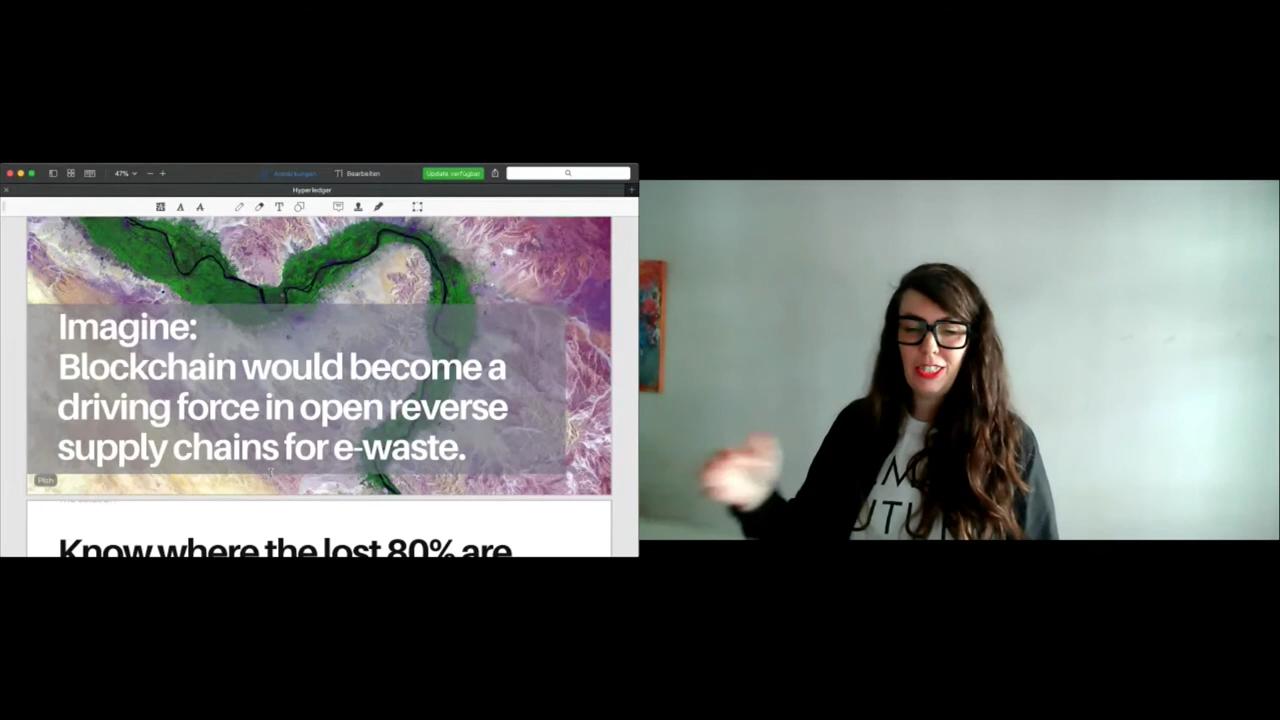 47%
Bearbeiten
Update verfügbar
Hyperledger
Imagine:
Blockchain would become a
driving force in open reverse
supply chains for e-waste.
Pitch
Know where the lost 80% are